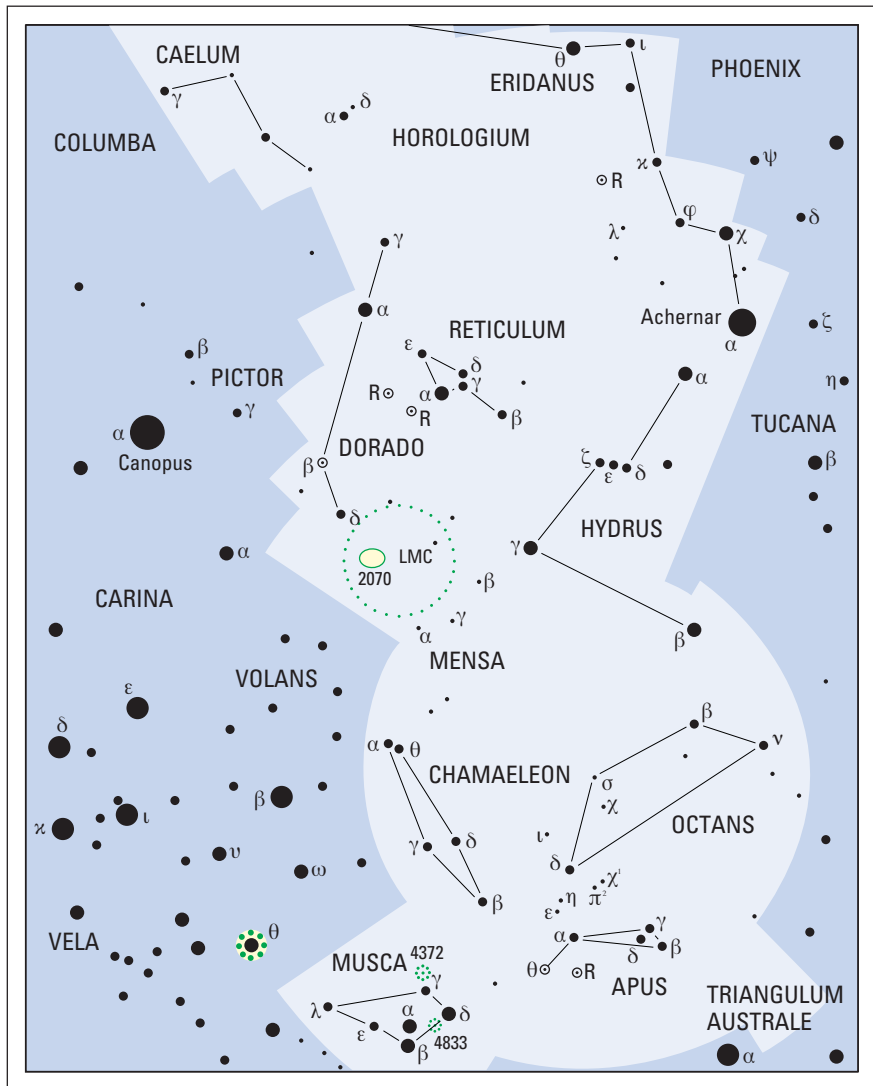 CAELUM
γ
δ
α
COLUMBA
HOROLOGIUM
θ
ι
ERIDANUS
PHOENIX
ϰ
ψ
R
φ
δ
λ
χ
γ
α
Achernar
α
ζ
RETICULUM
β
ε
δ
γ
α
α
η
PICTOR
R
R
β
γ
TUCANA
α
Canopus
DORADO
β
ζ
ε
δ
β
δ
HYDRUS
γ
α
LMC
2070
β
CARINA
γ
α
β
MENSA
VOLANS
ε
δ
β
ν
α
θ
CHAMAELEON
σ
χ
β
ι
ϰ
OCTANS
ι
υ
γ
δ
δ
ω
χ¹
π²
β
η
ε
VELA
θ
γ
α
δ
β
4372
MUSCA
γ
θ
R
APUS
λ
α
δ
TRIANGULUM
AUSTRALE
ε
β
4833
α